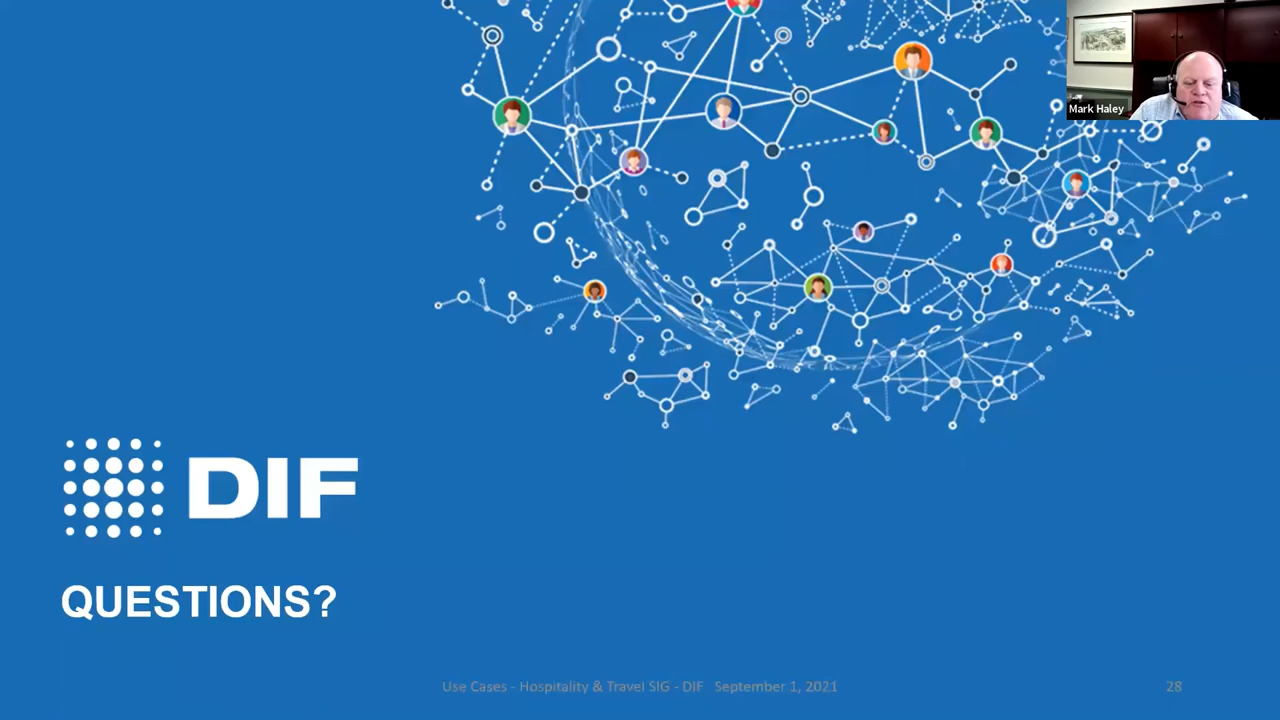 Mark Haley
DIF
QUESTIONS?
Use Cases - Hospitality & Travel SIG - DIF September 1, 2021
28